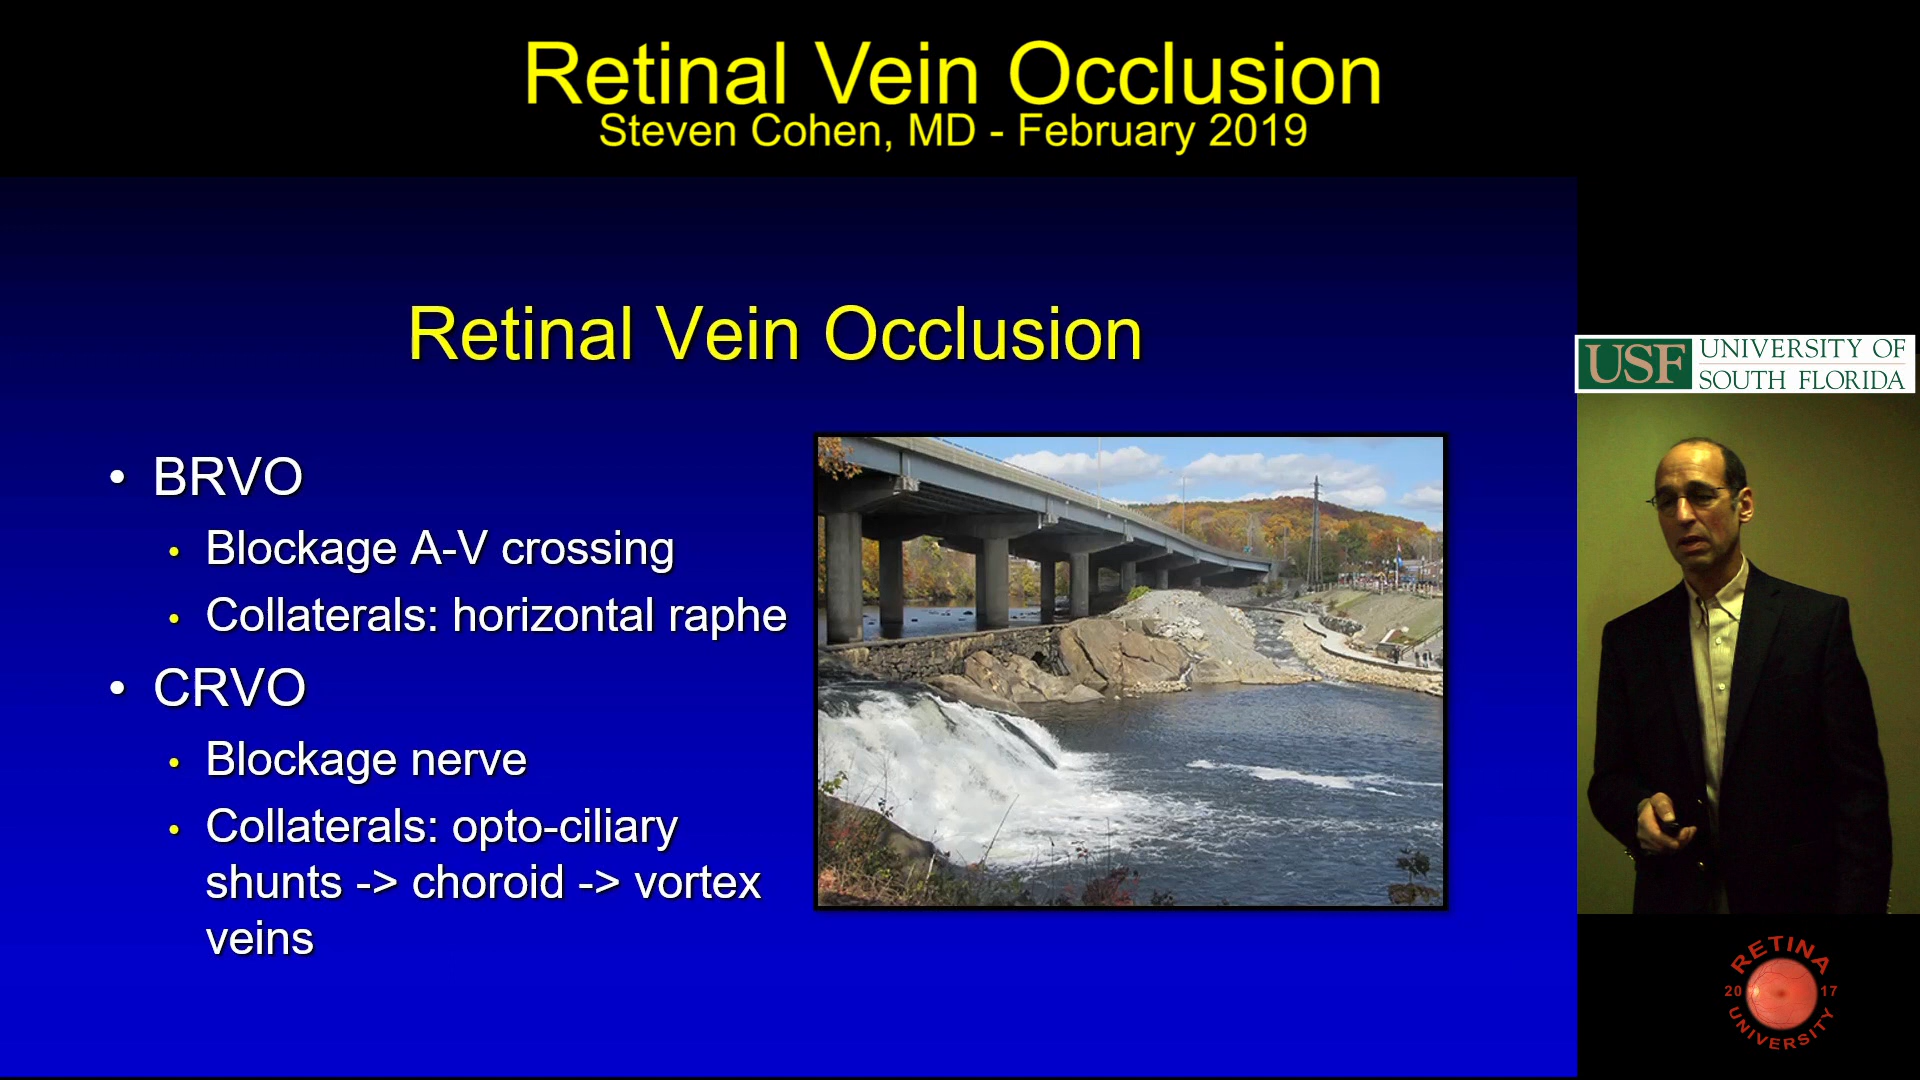 Retinal Vein Occlusion
Steven Cohen, MD - February 2019
Retinal Vein Occlusion
• BRVO
• Blockage A-V crossing
• Collaterals: horizontal raphe
• CRVO
• Blockage nerve
• Collaterals: opto-ciliary
shunts -> choroid -> vortex
veins
USF UNIVERSITY OF
SOUTH FLORIDA
RETINA
20 17
UNIVERSITY